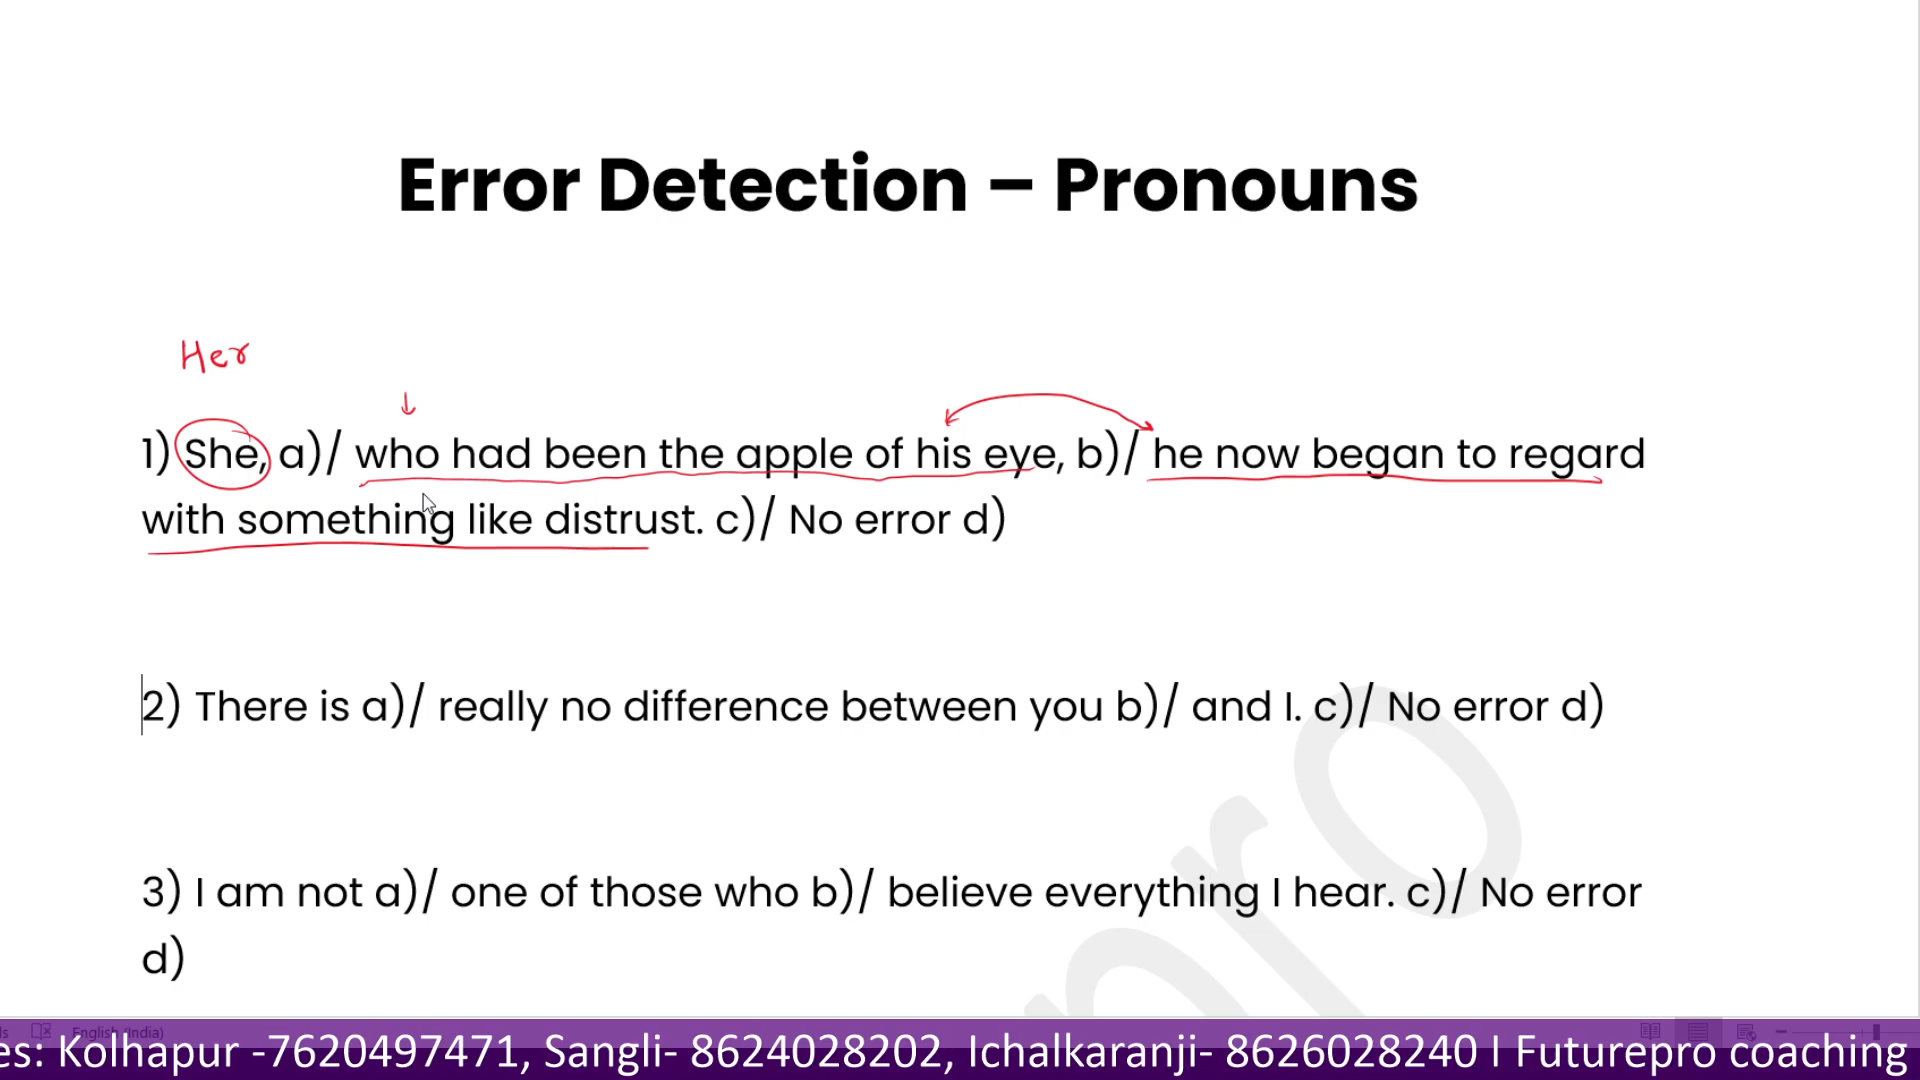 Error Detection – Pronouns
Her
1) She, a)/ who had been the apple of his eye, b)/ he now began to regard
with something like distrust. c)/ No error d)
2) There is a)/ really no difference between you b)/ and I. c)/ No error d)
3) I am not a)/ one of those who b)/ believe everything I hear. c)/ No error
d)
pro
English (India)
es: Kolhapur -7620497471, Sangli- 8624028202, Ichalkaranji- 8626028240 I Futurepro coaching